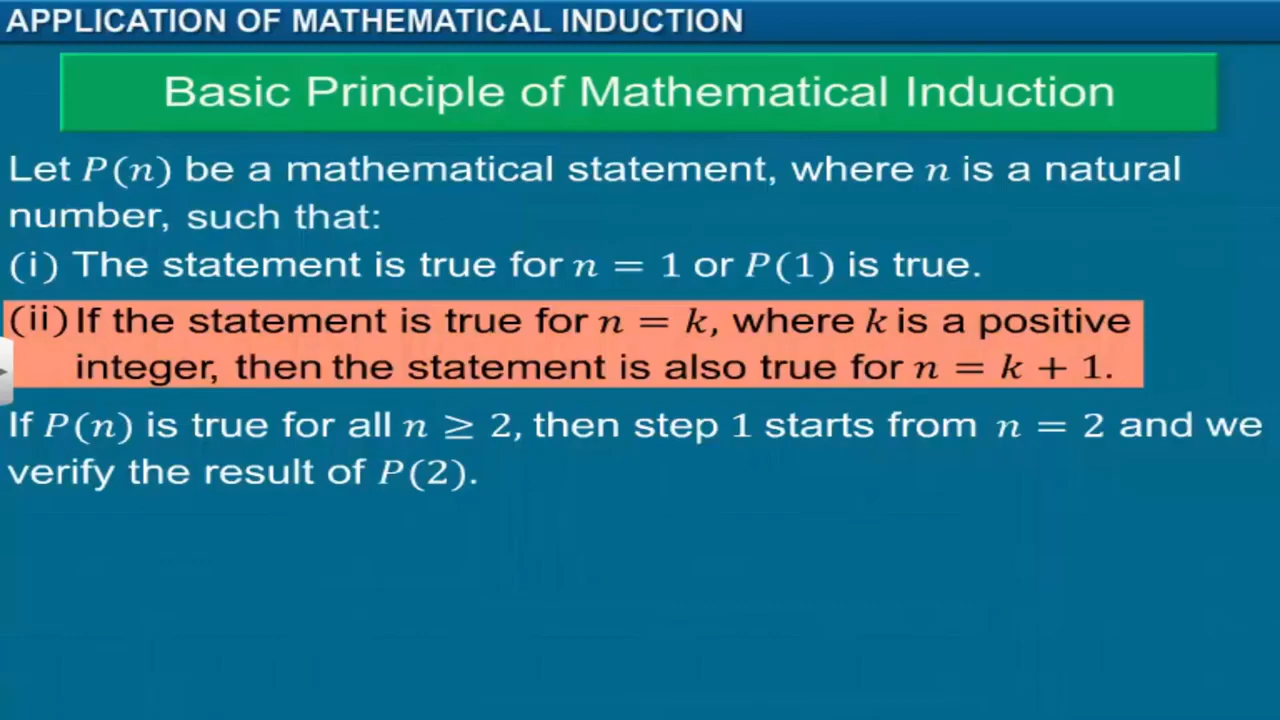 APPLICATION OF MATHEMATICAL INDUCTION
Basic Principle of Mathematical Induction
Let P(n) be a mathematical statement, where n is a natural
number, such that:
(i) The statement is true for n = 1 or P(1) is true.
(ii) If the statement is true for n = k, where k is a positive
integer, then the statement is also true for n = k + 1.
If P(n) is true for all n ≥ 2, then step 1 starts from n = 2 and we
verify the result of P(2).